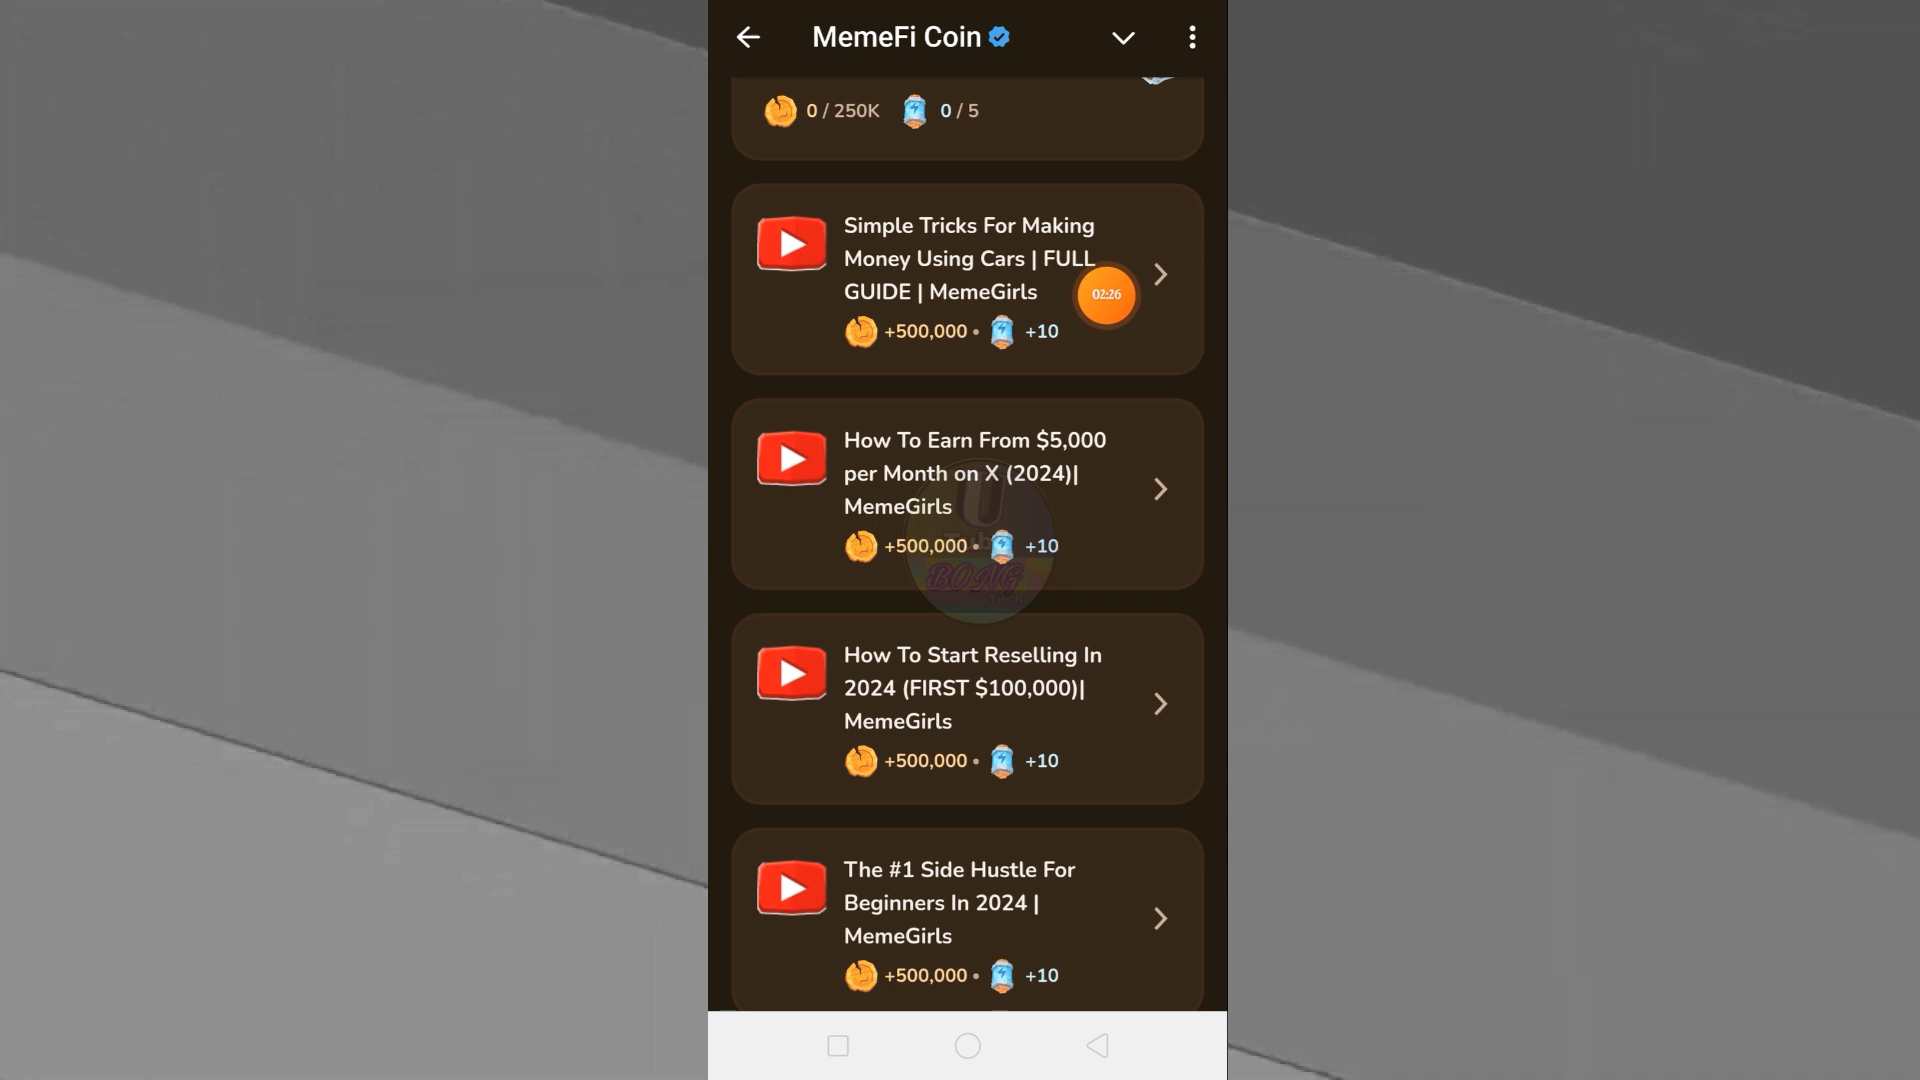 MemeFi Coin
0 / 250K 0 / 5
Simple Tricks For Making
Money Using Cars | FULL
GUIDE | MemeGirls
02:26
+500,000 • +10
How To Earn From $5,000
per Month on X (2024)|
MemeGirls
+500,000 • +10
U
Tub
BONG
Tech
How To Start Reselling In
2024 (FIRST $100,000)|
MemeGirls
+500,000 • +10
The #1 Side Hustle For
Beginners In 2024 |
MemeGirls
+500,000 • +10